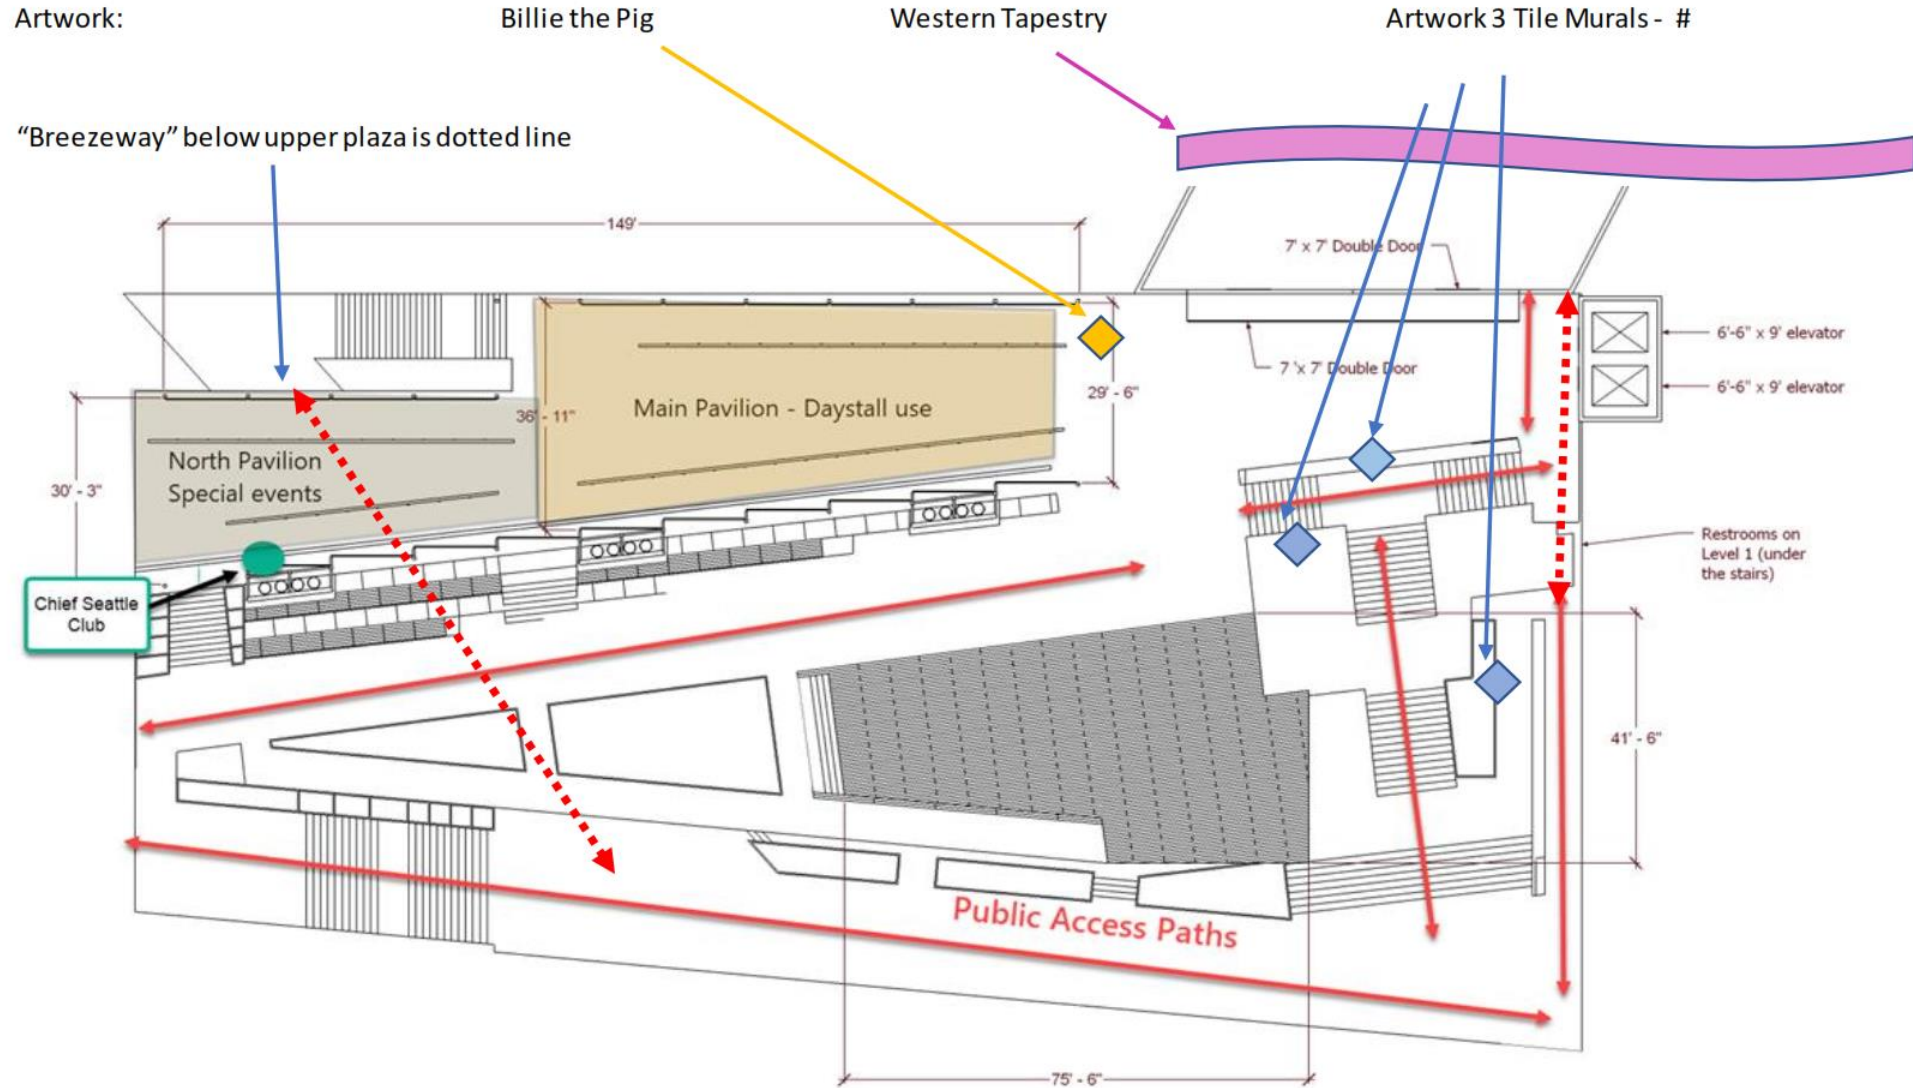 Artwork:
Billie the Pig
Western Tapestry
Artwork 3 Tile Murals - #
“Breezeway” below upper plaza is dotted line
149'
7' x 7' Double Door
7 'x 7' Double Door
6'-6" x 9' elevator
6'-6" x 9' elevator
29' - 6"
36' - 11"
Main Pavilion - Daystall use
North Pavilion
Special events
30' - 3"
Restrooms on
Level 1 (under
the stairs)
Chief Seattle
Club
41' - 6"
Public Access Paths
75' - 6"